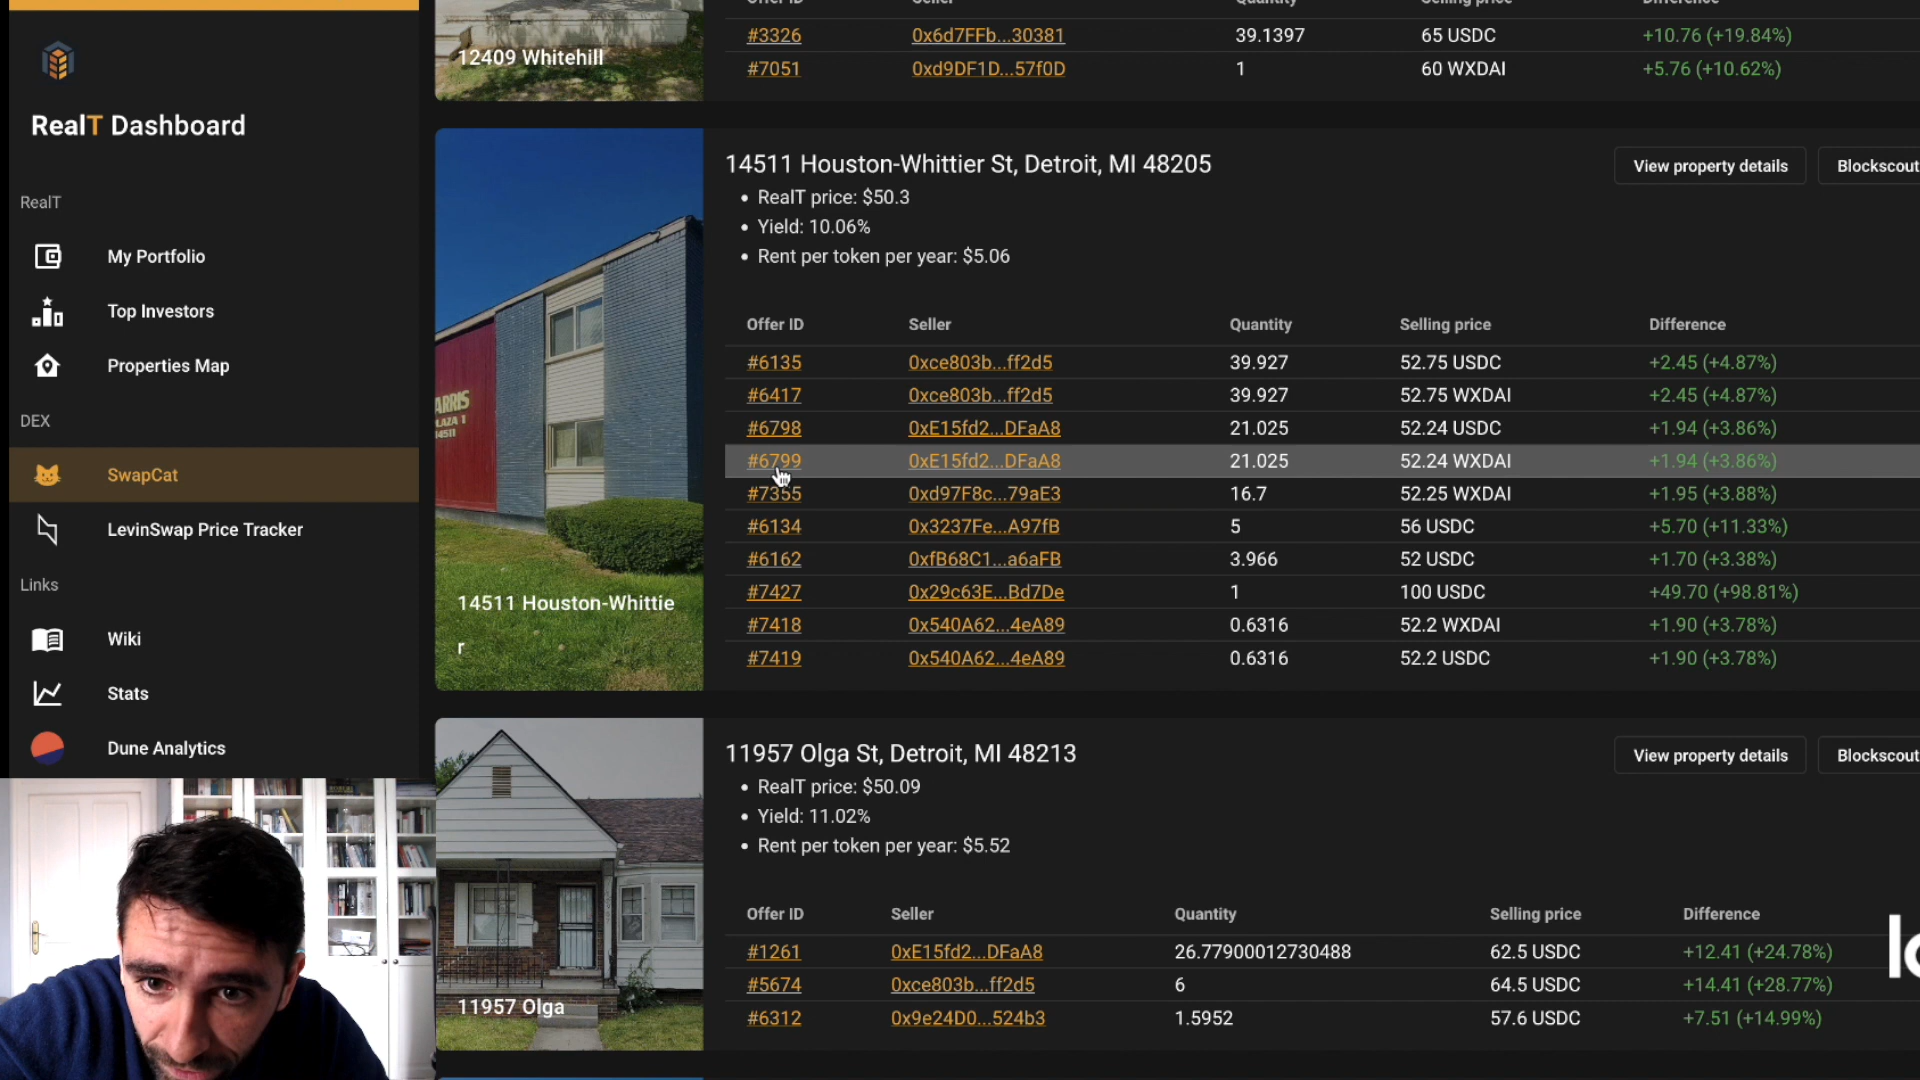 Offer ID Seller Quantity Selling price Difference
#3326 0x6d7FFb...30381 39.1397 65 USDC +10.76 (+19.84%)
12409 Whitehill
#7051 0xd9DF1D...57f0D 1 60 WXDAI +5.76 (+10.62%)
RealT Dashboard
RealT
My Portfolio
Top Investors
Properties Map
DEX
SwapCat
LevinSwap Price Tracker
Links
Wiki
Stats
Dune Analytics
14511 Houston-Whittier St, Detroit, MI 48205
View property details
Blockscout
• RealT price: $50.3
• Yield: 10.06%
• Rent per token per year: $5.06
Offer ID Seller Quantity Selling price Difference
#6135 0xce803b...ff2d5 39.927 52.75 USDC +2.45 (+4.87%)
#6417 0xce803b...ff2d5 39.927 52.75 WXDAI +2.45 (+4.87%)
#6798 0xE15fd2...DFaA8 21.025 52.24 USDC +1.94 (+3.86%)
#6799 0xE15fd2...DFaA8 21.025 52.24 WXDAI +1.94 (+3.86%)
#7355 0xd97F8c...79aE3 16.7 52.25 WXDAI +1.95 (+3.88%)
#6134 0x3237Fe...A97fB 5 56 USDC +5.70 (+11.33%)
#6162 0xfB68C1...a6aFB 3.966 52 USDC +1.70 (+3.38%)
#7427 0x29c63E...Bd7De 1 100 USDC +49.70 (+98.81%)
#7418 0x540A62...4eA89 0.6316 52.2 WXDAI +1.90 (+3.78%)
#7419 0x540A62...4eA89 0.6316 52.2 USDC +1.90 (+3.78%)
ARRIS
LAZA 1
14511
14511 Houston-Whittie
r
11957 Olga St, Detroit, MI 48213
View property details
Blockscout
• RealT price: $50.09
• Yield: 11.02%
• Rent per token per year: $5.52
Offer ID Seller Quantity Selling price Difference
#1261 0xE15fd2...DFaA8 26.77900012730488 62.5 USDC +12.41 (+24.78%)
#5674 0xce803b...ff2d5 6 64.5 USDC +14.41 (+28.77%)
#6312 0x9e24D0...524b3 1.5952 57.6 USDC +7.51 (+14.99%)
11957 Olga